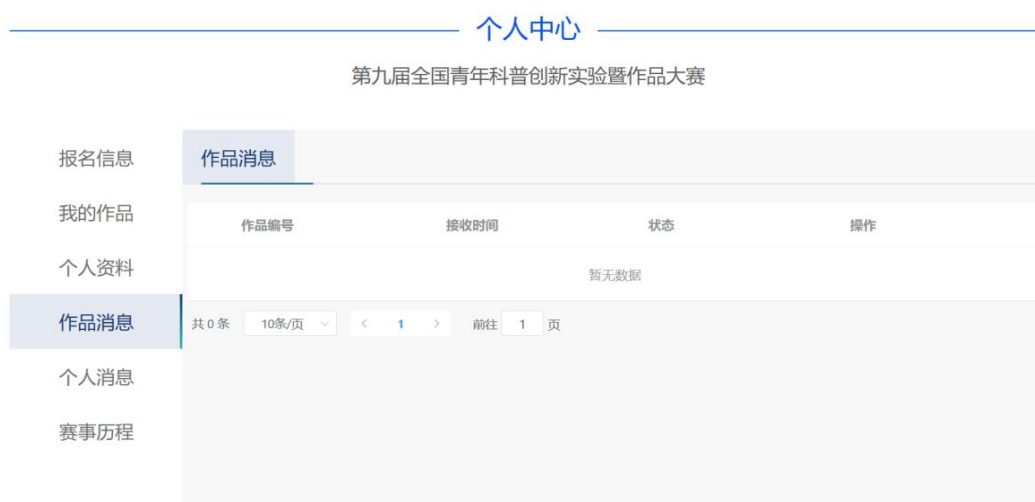 个人中心
第九届全国青年科普创新实验暨作品大赛
报名信息
我的作品
个人资料
作品消息
个人消息
赛事历程
作品消息
作品编号 接收时间 状态 操作
暂无数据
共 0 条 10条/页 < 1 > 前往 1 页